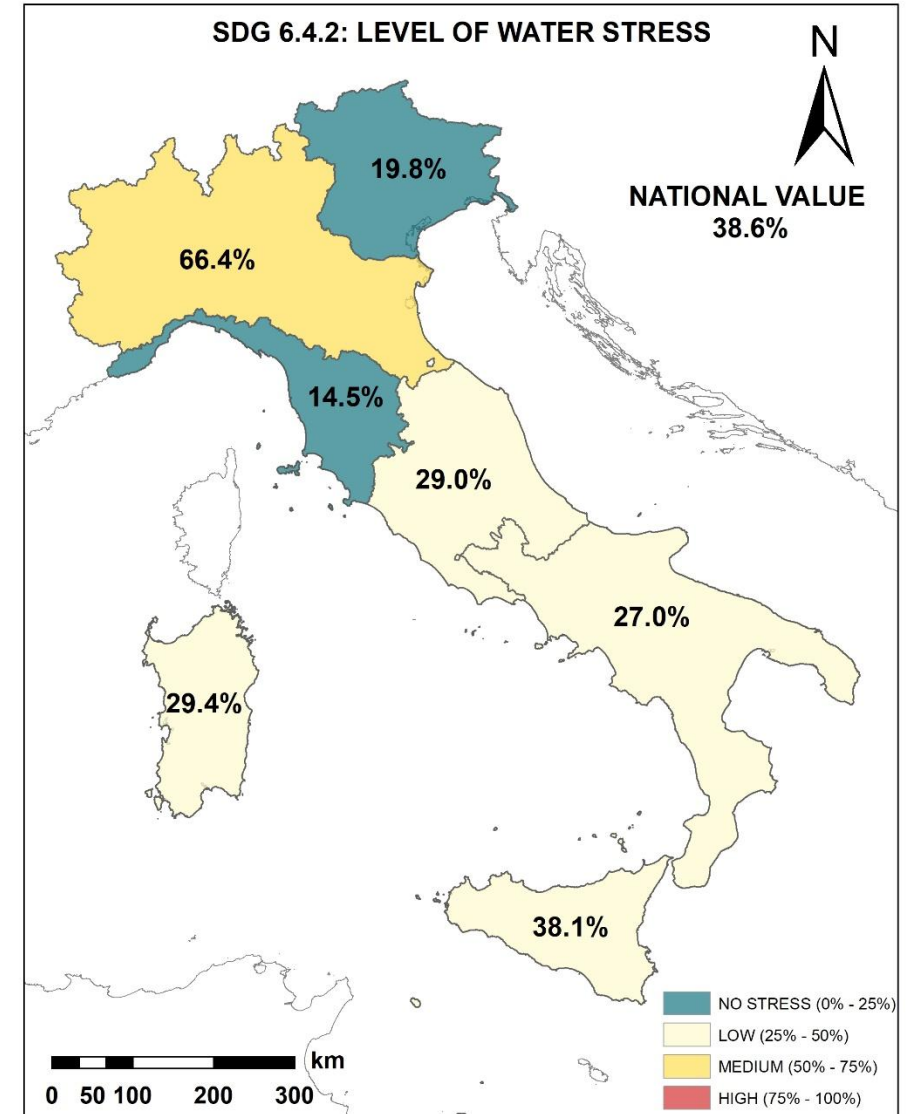 SDG 6.4.2: LEVEL OF WATER STRESS
N
19.8%
NATIONAL VALUE
38.6%
66.4%
14.5%
29.0%
27.0%
29.4%
38.1%
NO STRESS (0% - 25%)
LOW (25% - 50%)
MEDIUM (50% - 75%)
HIGH (75% - 100%)
km
0 50 100 200 300